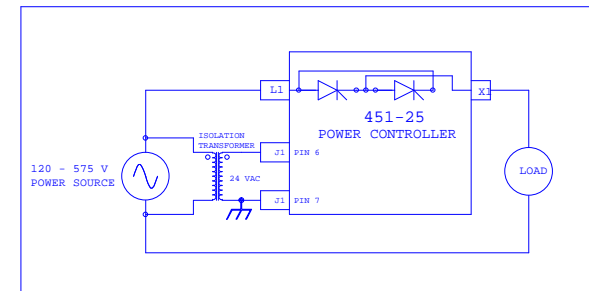 L1
X1
451-25
POWER CONTROLLER
ISOLATION
TRANSFORMER
J1 PIN 6
120 - 575 V
POWER SOURCE
24 VAC
LOAD
J1 PIN 7